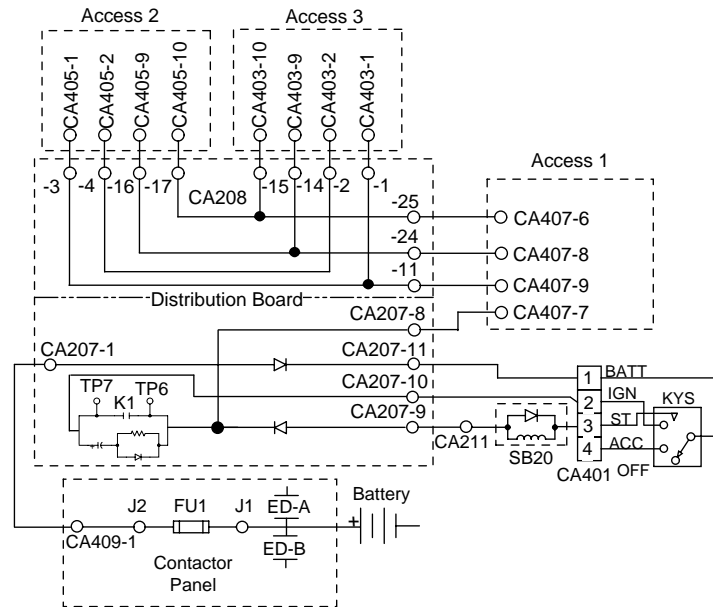 Access 2
Access 3
CA405-1
CA405-2
CA405-9
CA405-10
CA403-10
CA403-9
CA403-2
CA403-1
Access 1
-3
-4
-16
-17
CA208
-15
-14
-2
-1
-25
CA407-6
-24
CA407-8
-11
CA407-9
Distribution Board
CA207-8
CA407-7
CA207-1
CA207-11
1
BATT
CA207-10
2
IGN
KYS
TP7
TP6
K1
CA207-9
3
ST
CA211
4
ACC
SB20
CA401
OFF
+
J2
FU1
J1
ED-A
Battery
+
CA409-1
ED-B
Contactor
Panel